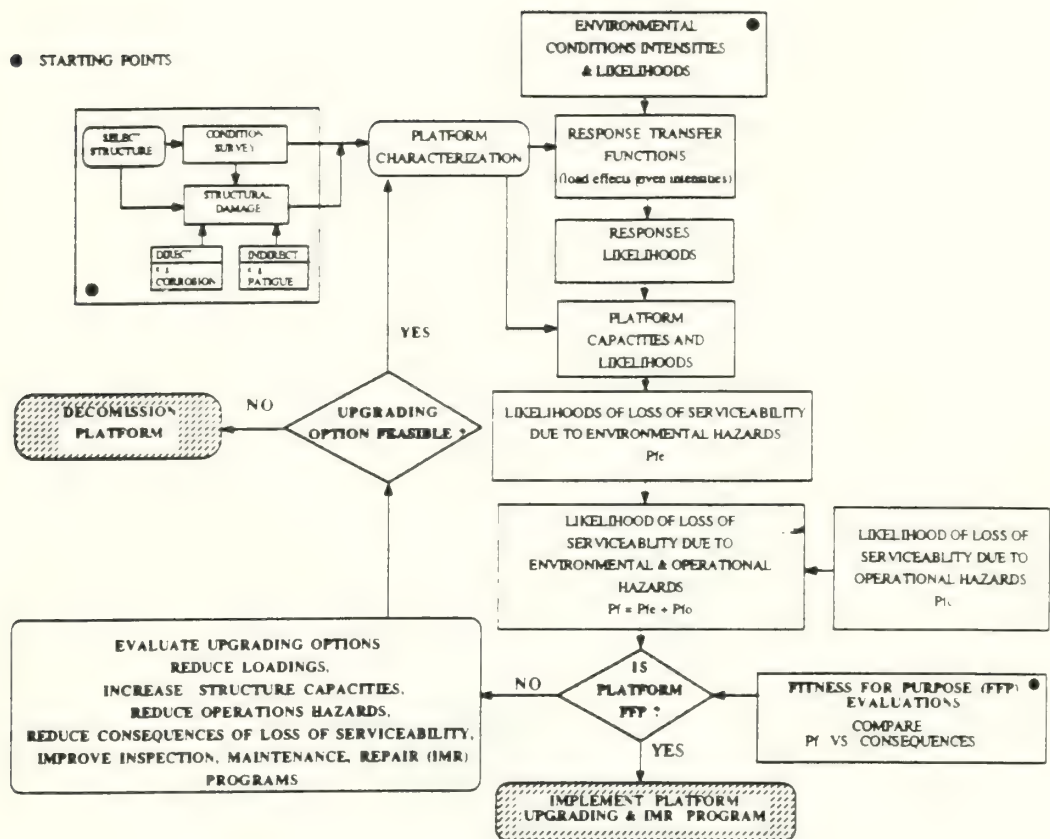 STARTING POINTS
ENVIRONMENTAL
CONDITIONS INTENSITIES
& LIKELIHOODS
SELECT
STRUCTURE
CONDITION
SURVEY
STRUCTURAL
DAMAGE
DIRECT
CORROSION
INDIRECT
FATIGUE
PLATFORM
CHARACTERIZATION
RESPONSE TRANSFER
FUNCTIONS
(load effects given intensities)
RESPONSES
LIKELIHOODS
PLATFORM
CAPACITIES AND
LIKELIHOODS
YES
DECOMISSION
PLATFORM
NO
UPGRADING
OPTION FEASIBLE ?
LIKELIHOODS OF LOSS OF SERVICEABILITY
DUE TO ENVIRONMENTAL HAZARDS
Pfe
LIKELIHOOD OF LOSS OF
SERVICEABLITY DUE TO
ENVIRONMENTAL & OPERATIONAL
HAZARDS
Pf = Pfe + Pfo
LIKELIHOOD OF LOSS OF
SERVICEABLITY DUE TO
OPERATIONAL HAZARDS
EVALUATE UPGRADING OPTIONS
REDUCE LOADINGS,
INCREASE STRUCTURE CAPACITIES,
REDUCE OPERATIONS HAZARDS,
REDUCE CONSEQUENCES OF LOSS OF SERVICEABILITY,
IMPROVE INSPECTION, MAINTENANCE, REPAIR (IMR)
PROGRAMS
NO
IS
PLATFORM
FFP ?
FITNESS FOR PURPOSE (FFP)
EVALUATIONS
COMPARE
Pf VS CONSEQUENCES
YES
IMPLEMENT PLATFORM
UPGRADING & IMR PROGRAM